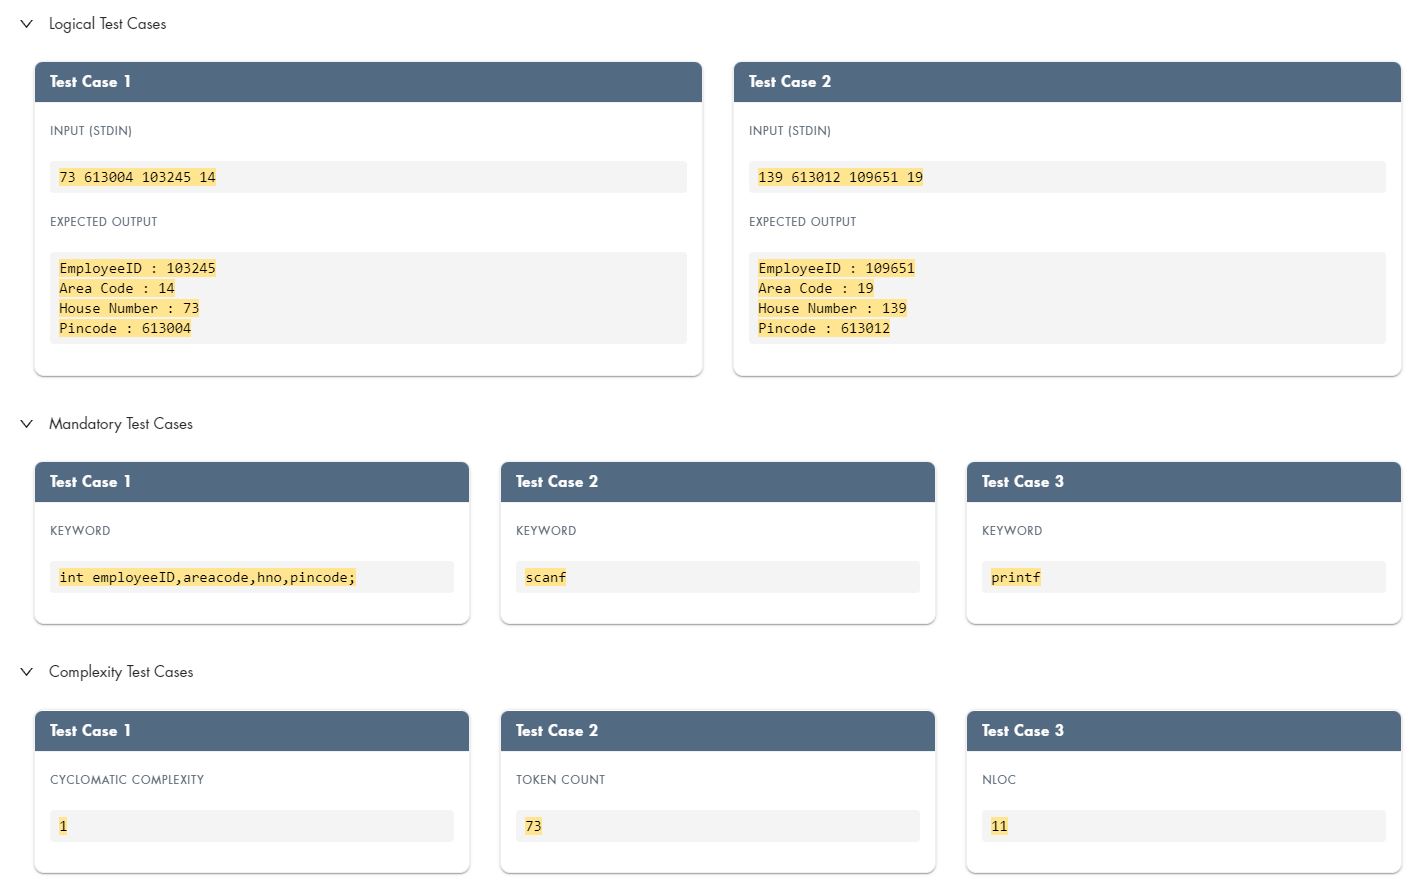 Logical Test Cases
Test Case 1
INPUT (STDIN)
73 613004 103245 14
EXPECTED OUTPUT
EmployeeID : 103245
Area Code : 14
House Number : 73
Pincode : 613004
Test Case 2
INPUT (STDIN)
139 613012 109651 19
EXPECTED OUTPUT
EmployeeID : 109651
Area Code : 19
House Number : 139
Pincode : 613012
Mandatory Test Cases
Test Case 1
KEYWORD
int employeeID,areacode,hno,pincode;
Test Case 2
KEYWORD
scanf
Test Case 3
KEYWORD
printf
Complexity Test Cases
Test Case 1
CYCLOMATIC COMPLEXITY
1
Test Case 2
TOKEN COUNT
73
Test Case 3
NLOC
11